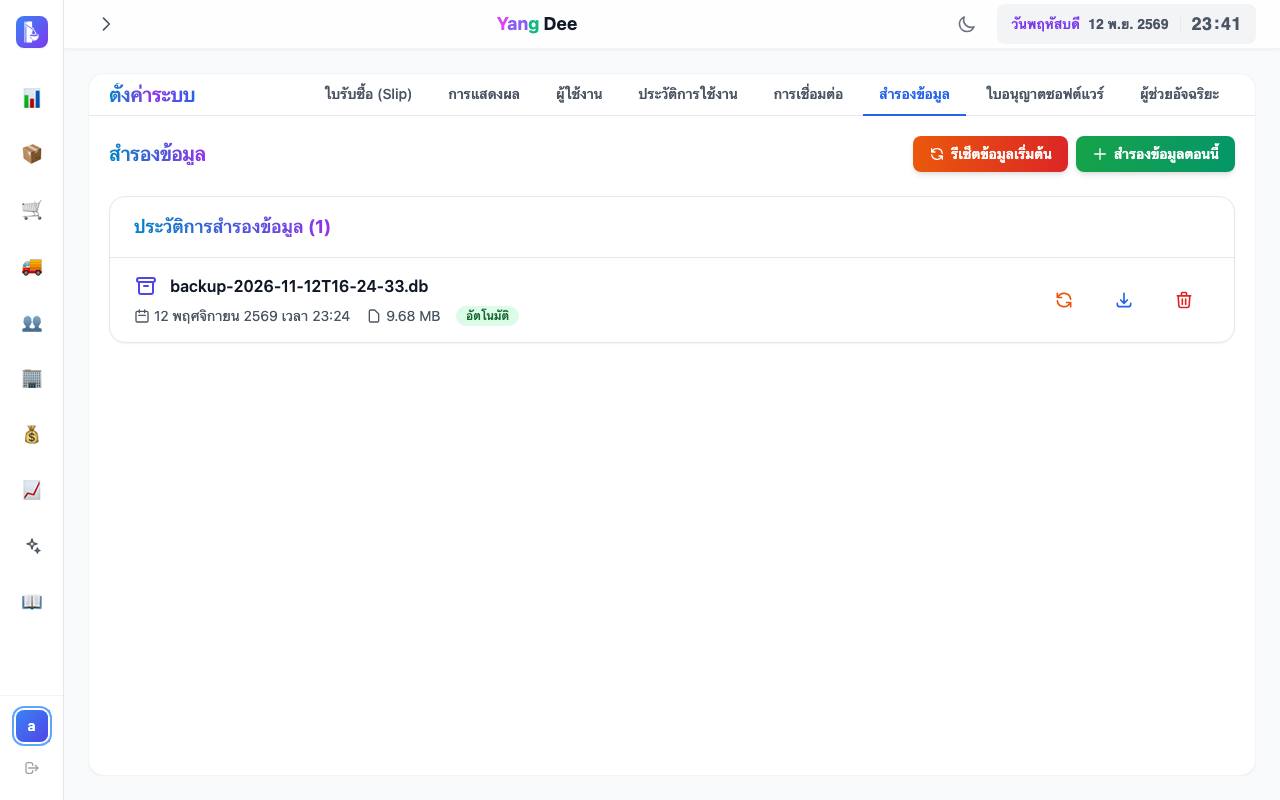 Yang Dee
วันพฤหัสบดี 12 พ.ย. 2569 23:41
ตั้งค่าระบบ
ใบรับซื้อ (Slip) การแสดงผล ผู้ใช้งาน ประวัติการใช้งาน การเชื่อมต่อ สำรองข้อมูล ใบอนุญาตซอฟต์แวร์ ผู้ช่วยอัจฉริยะ
สำรองข้อมูล
รีเซ็ตข้อมูลเริ่มต้น
สำรองข้อมูลตอนนี้
ประวัติการสำรองข้อมูล (1)
backup-2026-11-12T16-24-33.db
12 พฤศจิกายน 2569 เวลา 23:24 9.68 MB อัตโนมัติ
a